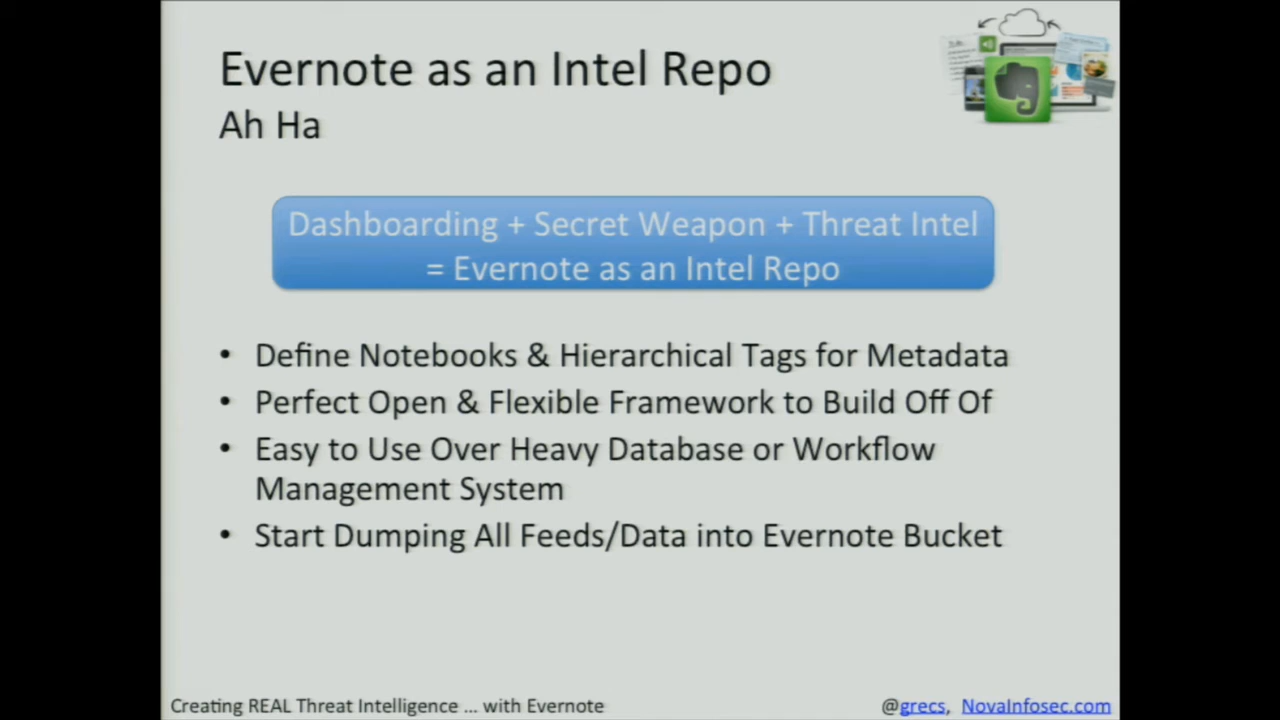 Evernote as an Intel Repo
Ah Ha
Dashboarding + Secret Weapon + Threat Intel
= Evernote as an Intel Repo
• Define Notebooks & Hierarchical Tags for Metadata
• Perfect Open & Flexible Framework to Build Off Of
• Easy to Use Over Heavy Database or Workflow
Management System
• Start Dumping All Feeds/Data into Evernote Bucket
Creating REAL Threat Intelligence ... with Evernote
@grecs, NovaInfosec.com